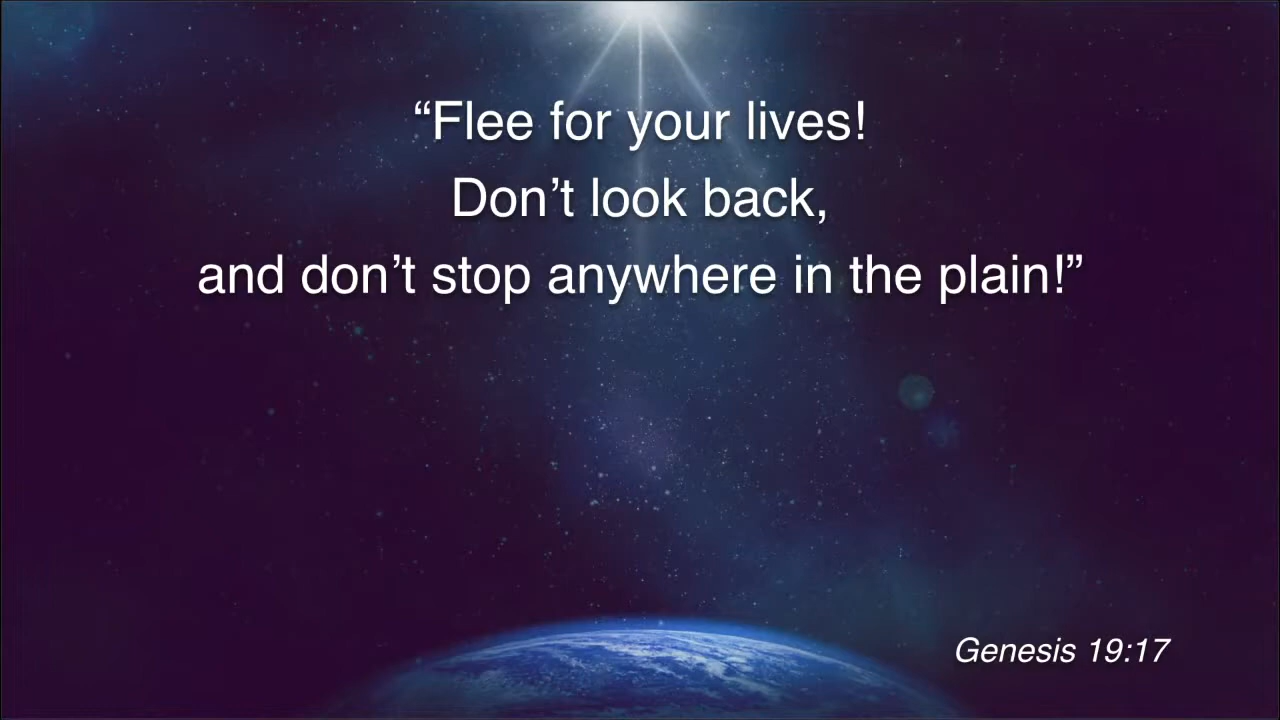 “Flee for your lives!
Don’t look back,
and don’t stop anywhere in the plain!”
Genesis 19:17